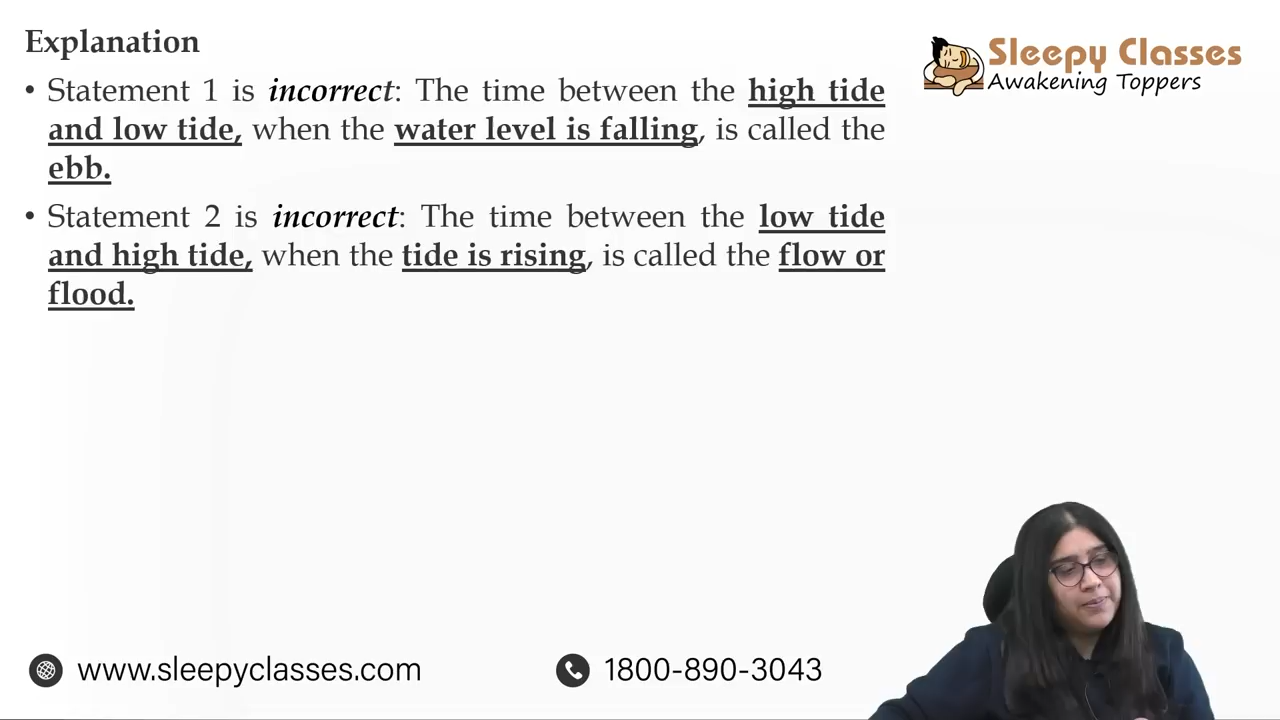 Explanation
Sleepy Classes
Awakening Toppers
• Statement 1 is incorrect: The time between the high tide
and low tide, when the water level is falling, is called the
ebb.
• Statement 2 is incorrect: The time between the low tide
and high tide, when the tide is rising, is called the flow or
flood.
www.sleepyclasses.com
1800-890-3043